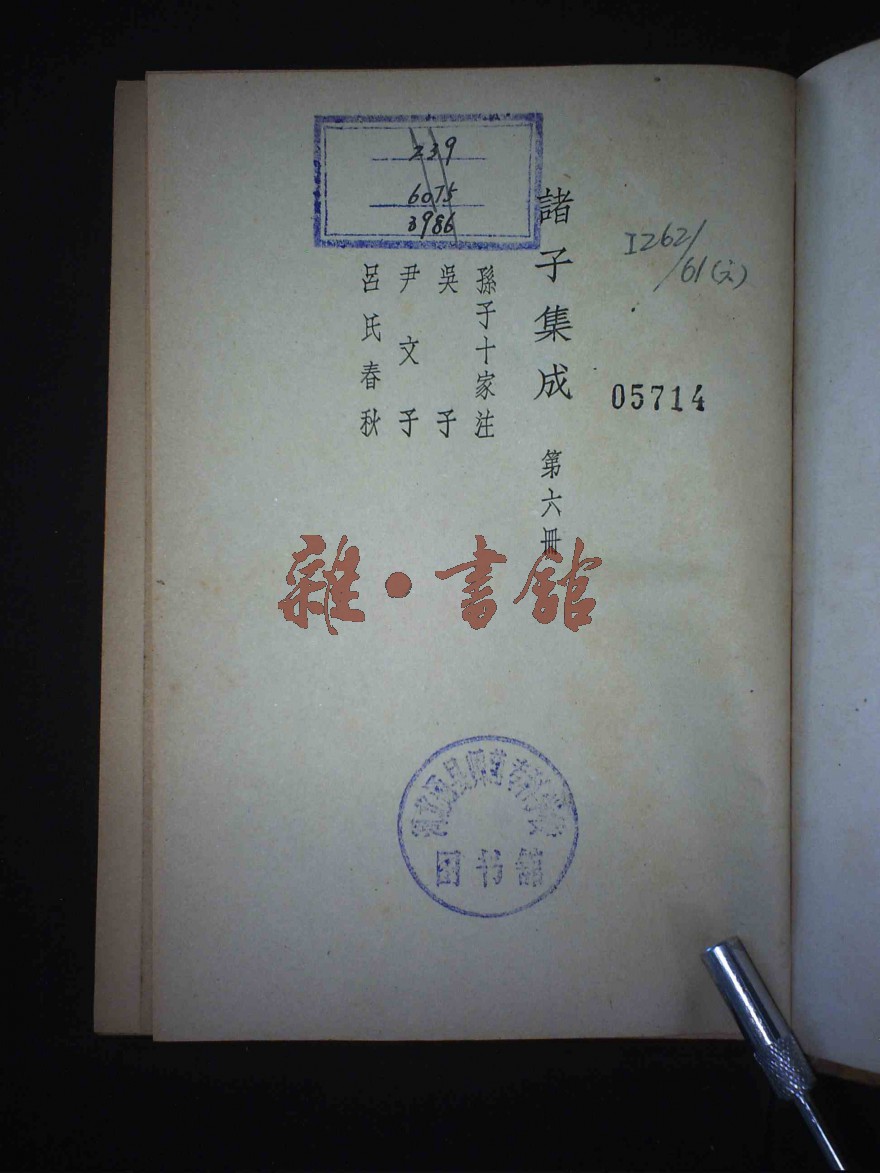 239
6075
3986
諸子集成 第六冊
孫子十家注
吳子
尹文子
呂氏春秋
I262/
61(六)
05714
雜·書館
图书馆